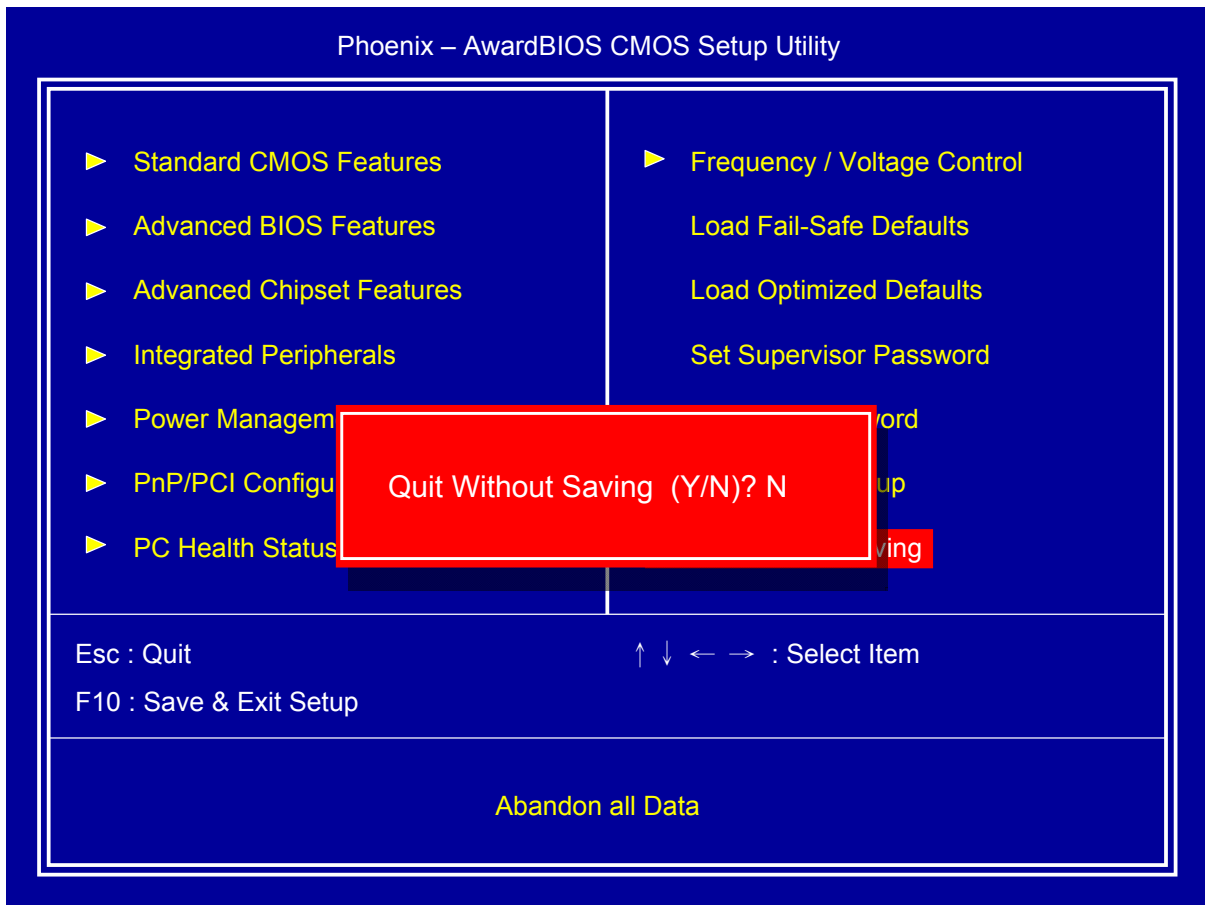 Phoenix – AwardBIOS CMOS Setup Utility
Standard CMOS Features
Advanced BIOS Features
Advanced Chipset Features
Integrated Peripherals
Power Managem
PnP/PCI Configu
PC Health Status
Frequency / Voltage Control
Load Fail-Safe Defaults
Load Optimized Defaults
Set Supervisor Password
ord
up
ving
Quit Without Saving (Y/N)? N
Esc : Quit
F10 : Save & Exit Setup
↑ ↓ ← → : Select Item
Abandon all Data